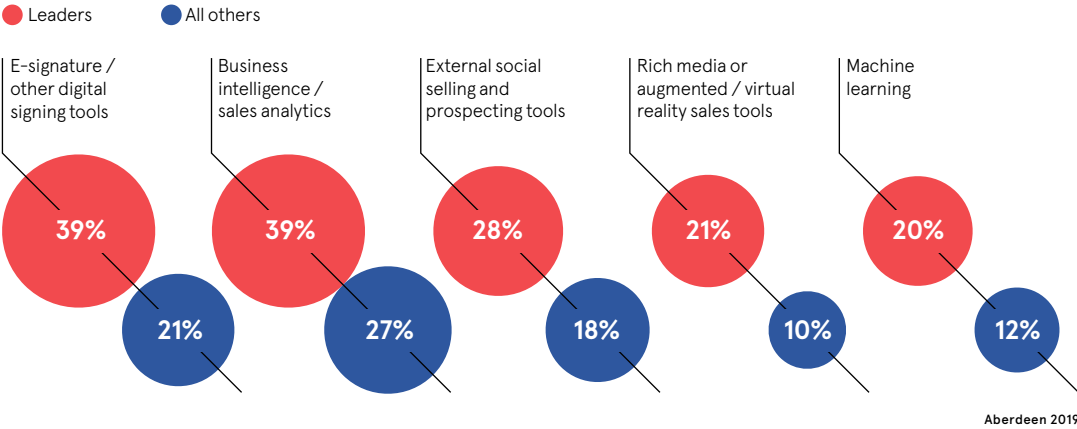 Leaders
All others
E-signature /
other digital
signing tools
Business
intelligence /
sales analytics
External social
selling and
prospecting tools
Rich media or
augmented / virtual
reality sales tools
Machine
learning
39%
39%
28%
21%
20%
21%
27%
18%
10%
12%
Aberdeen 2019